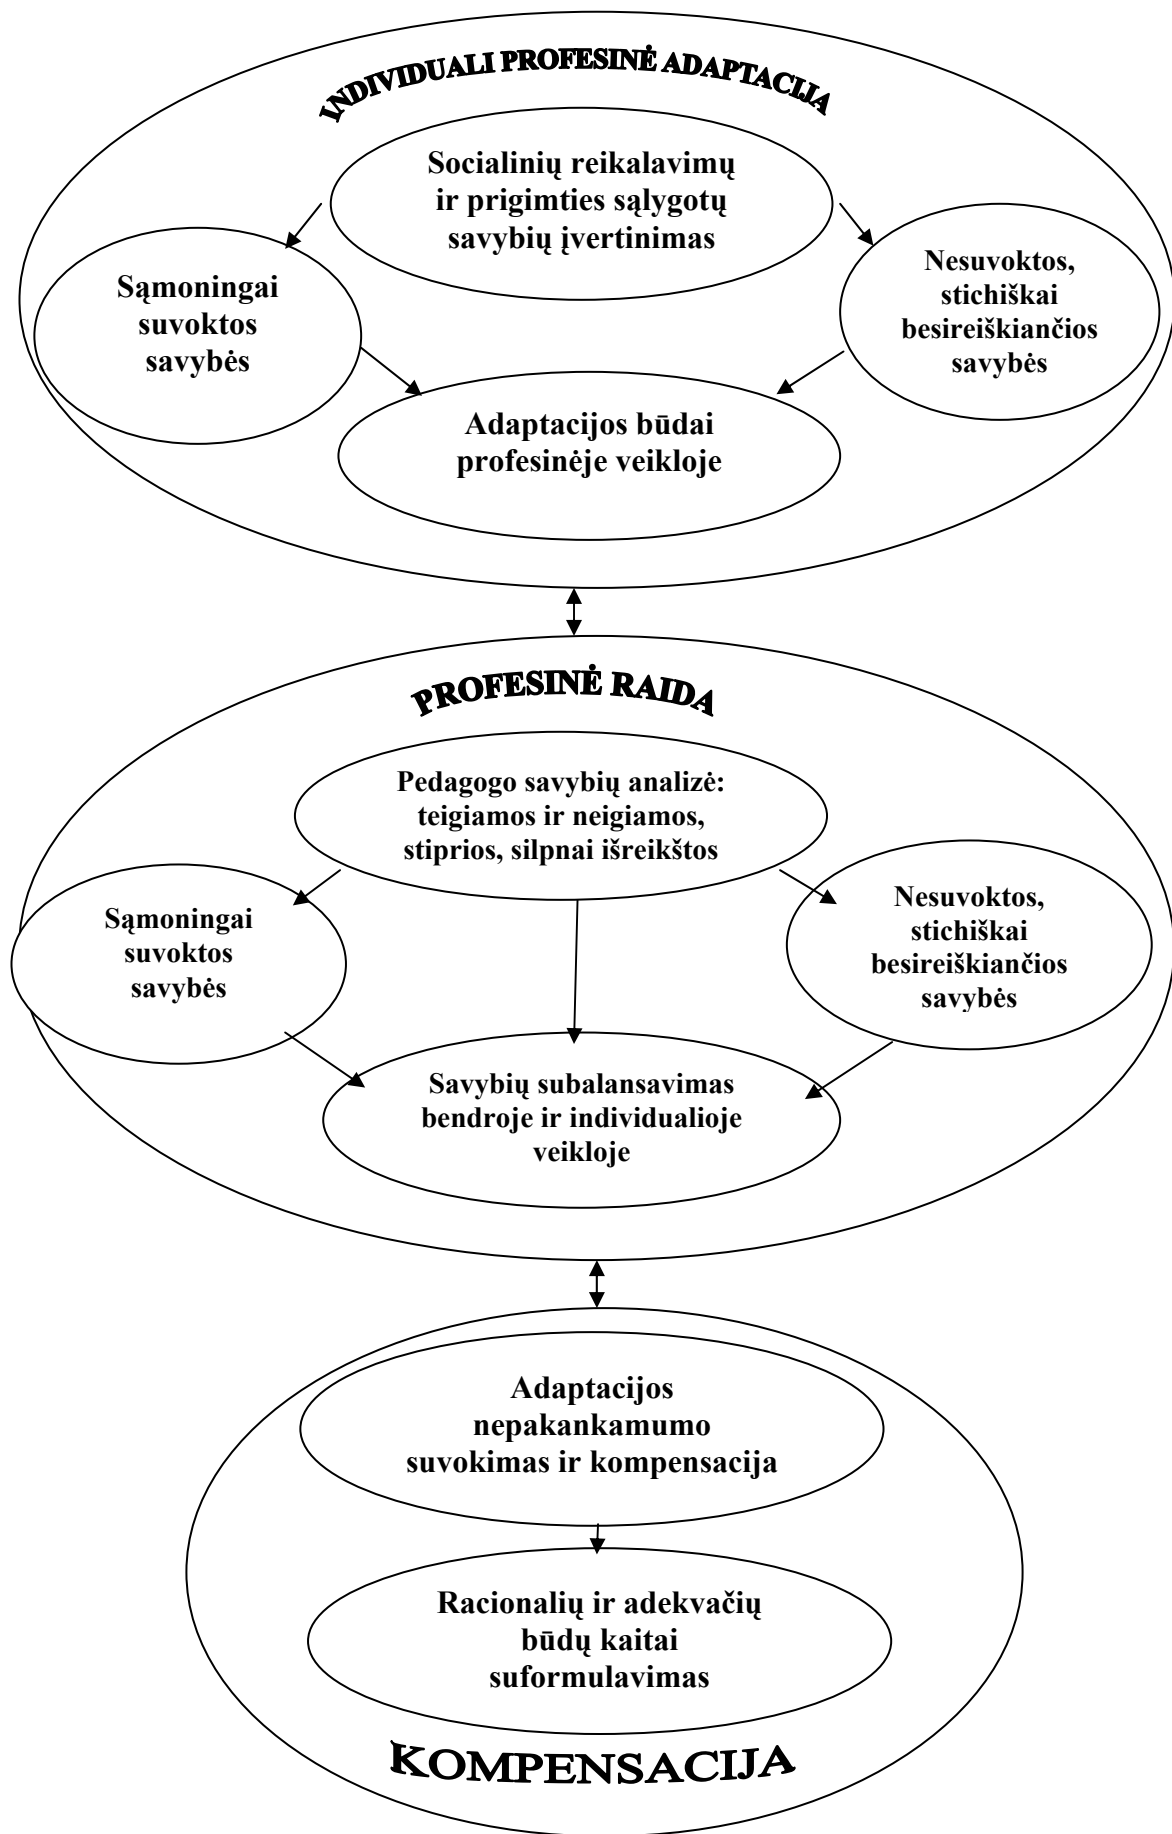 INDIVIDUALI PROFESINĖ ADAPTACIJA
Socialinių reikalavimų
ir prigimties sąlygotų
savybių įvertinimas
Sąmoningai
suvoktos
savybės
Nesuvoktos,
stichiškai
besireiškiančios
savybės
Adaptacijos būdai
profesinėje veikloje
PROFESINĖ RAIDA
Pedagogo savybių analizė:
teigiamos ir neigiamos,
stiprios, silpnai išreikštos
Sąmoningai
suvoktos
savybės
Nesuvoktos,
stichiškai
besireiškiančios
savybės
Savybių subalansavimas
bendroje ir individualioje
veikloje
Adaptacijos
nepakankamumo
suvokimas ir kompensacija
Racionalių ir adekvačių
būdų kaitai
suformulavimas
KOMPENSACIJA